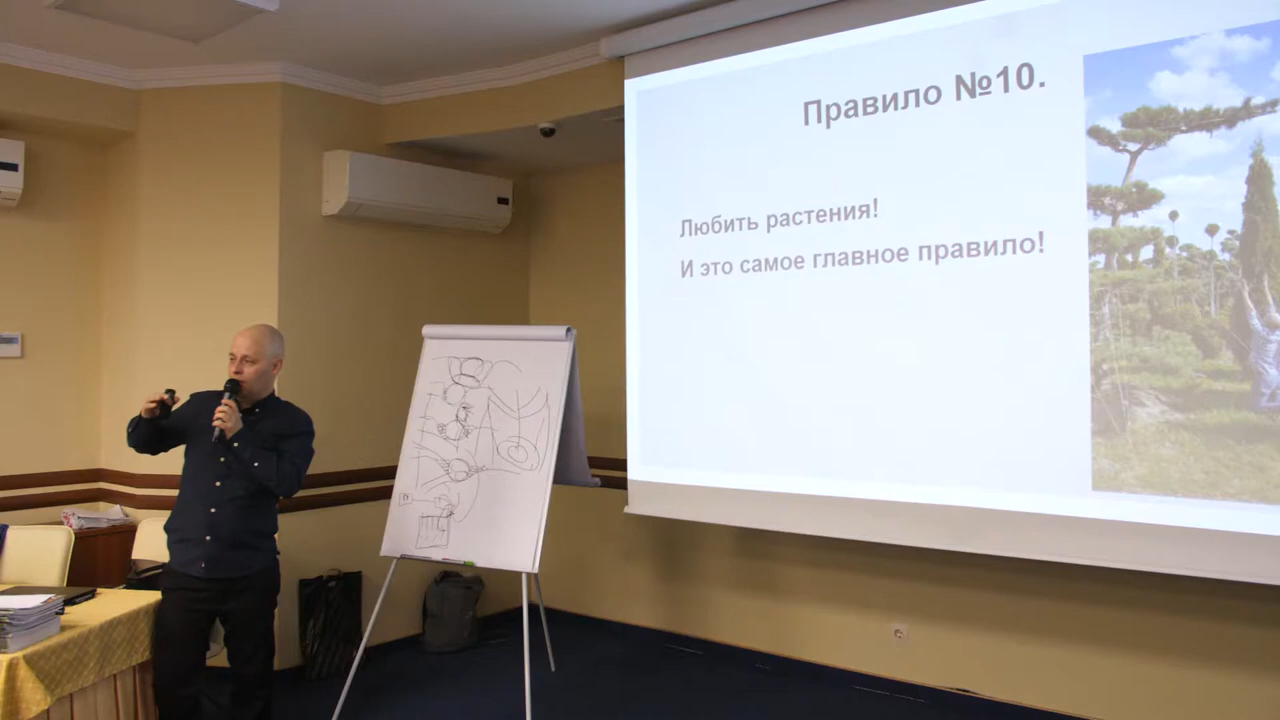 Правило №10.
Любить растения!
И это самое главное правило!